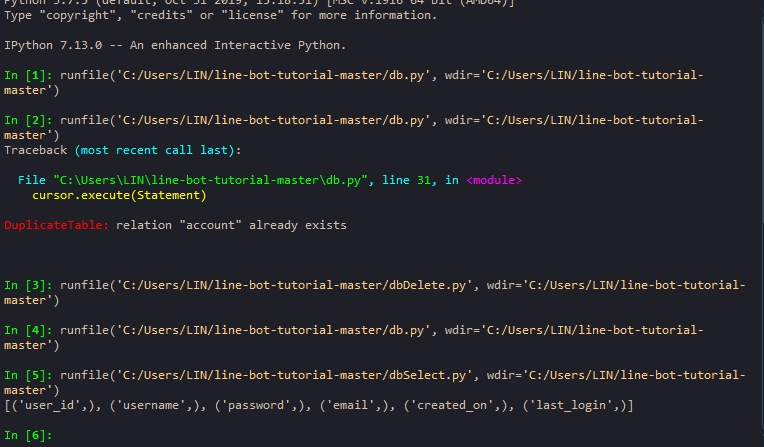 Python 3.7.5 (default, Oct 31 2019, 15:18:51) [MSC v.1916 64 bit (AMD64)]
Type "copyright", "credits" or "license" for more information.
IPython 7.13.0 -- An enhanced Interactive Python.
In [1]: runfile('C:/Users/LIN/line-bot-tutorial-master/db.py', wdir='C:/Users/LIN/line-bot-tutorial-
master')
In [2]: runfile('C:/Users/LIN/line-bot-tutorial-master/db.py', wdir='C:/Users/LIN/line-bot-tutorial-
master')
Traceback (most recent call last):
File "C:\Users\LIN\line-bot-tutorial-master\db.py", line 31, in <module>
cursor.execute(Statement)
DuplicateTable: relation "account" already exists
In [3]: runfile('C:/Users/LIN/line-bot-tutorial-master/dbDelete.py', wdir='C:/Users/LIN/line-bot-tutorial-
master')
In [4]: runfile('C:/Users/LIN/line-bot-tutorial-master/db.py', wdir='C:/Users/LIN/line-bot-tutorial-
master')
In [5]: runfile('C:/Users/LIN/line-bot-tutorial-master/dbSelect.py', wdir='C:/Users/LIN/line-bot-tutorial-
master')
[('user_id',), ('username',), ('password',), ('email',), ('created_on',), ('last_login',)]
In [6]: